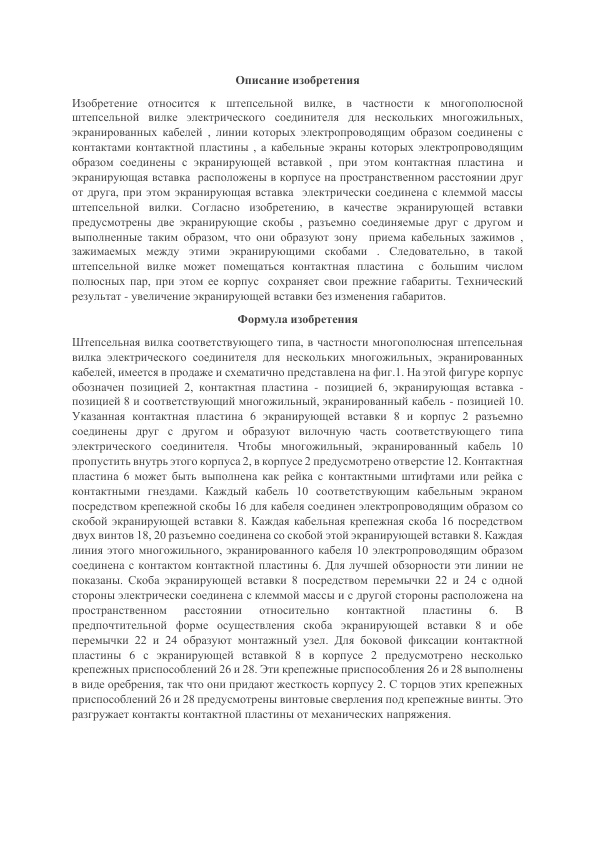 Описание изобретения
Изобретение относится к штепсельной вилке, в частности к многополюсной
штепсельной вилке электрического соединителя для нескольких многожильных,
экранированных кабелей , линии которых электропроводящим образом соединены с
контактами контактной пластины , а кабельные экраны которых электропроводящим
образом соединены с экранирующей вставкой , при этом контактная пластина и
экранирующая вставка расположены в корпусе на пространственном расстоянии друг
от друга, при этом экранирующая вставка электрически соединена с клеммой массы
штепсельной вилки. Согласно изобретению, в качестве экранирующей вставки
предусмотрены две экранирующие скобы , разъемно соединяемые друг с другом и
выполненные таким образом, что они образуют зону приема кабельных зажимов ,
зажимаемых между этими экранирующими скобами . Следовательно, в такой
штепсельной вилке может помещаться контактная пластина с большим числом
полюсных пар, при этом ее корпус сохраняет свои прежние габариты. Технический
результат - увеличение экранирующей вставки без изменения габаритов.
Формула изобретения
Штепсельная вилка соответствующего типа, в частности многополюсная штепсельная
вилка электрического соединителя для нескольких многожильных, экранированных
кабелей, имеется в продаже и схематично представлена на фиг.1. На этой фигуре корпус
обозначен позицией 2, контактная пластина - позицией 6, экранирующая вставка -
позицией 8 и соответствующий многожильный, экранированный кабель - позицией 10.
Указанная контактная пластина 6 экранирующей вставки 8 и корпус 2 разъемно
соединены друг с другом и образуют вилочную часть соответствующего типа
электрического соединителя. Чтобы многожильный, экранированный кабель 10
пропустить внутрь этого корпуса 2, в корпусе 2 предусмотрено отверстие 12. Контактная
пластина 6 может быть выполнена как рейка с контактными штифтами или рейка с
контактными гнездами. Каждый кабель 10 соответствующим кабельным экраном
посредством крепежной скобы 16 для кабеля соединен электропроводящим образом со
скобой экранирующей вставки 8. Каждая кабельная крепежная скоба 16 посредством
двух винтов 18, 20 разъемно соединена со скобой этой экранирующей вставки 8. Каждая
линия этого многожильного, экранированного кабеля 10 электропроводящим образом
соединена с контактом контактной пластины 6. Для лучшей обзорности эти линии не
показаны. Скоба экранирующей вставки 8 посредством перемычки 22 и 24 с одной
стороны электрически соединена с клеммой массы и с другой стороны расположена на
пространственном расстоянии относительно контактной пластины 6. В
предпочтительной форме осуществления скоба экранирующей вставки 8 и обе
перемычки 22 и 24 образуют монтажный узел. Для боковой фиксации контактной
пластины 6 с экранирующей вставкой 8 в корпусе 2 предусмотрено несколько
крепежных приспособлений 26 и 28. Эти крепежные приспособления 26 и 28 выполнены
в виде оребрения, так что они придают жесткость корпусу 2. С торцов этих крепежных
приспособлений 26 и 28 предусмотрены винтовые сверления под крепежные винты. Это
разгружает контакты контактной пластины от механических напряжения.